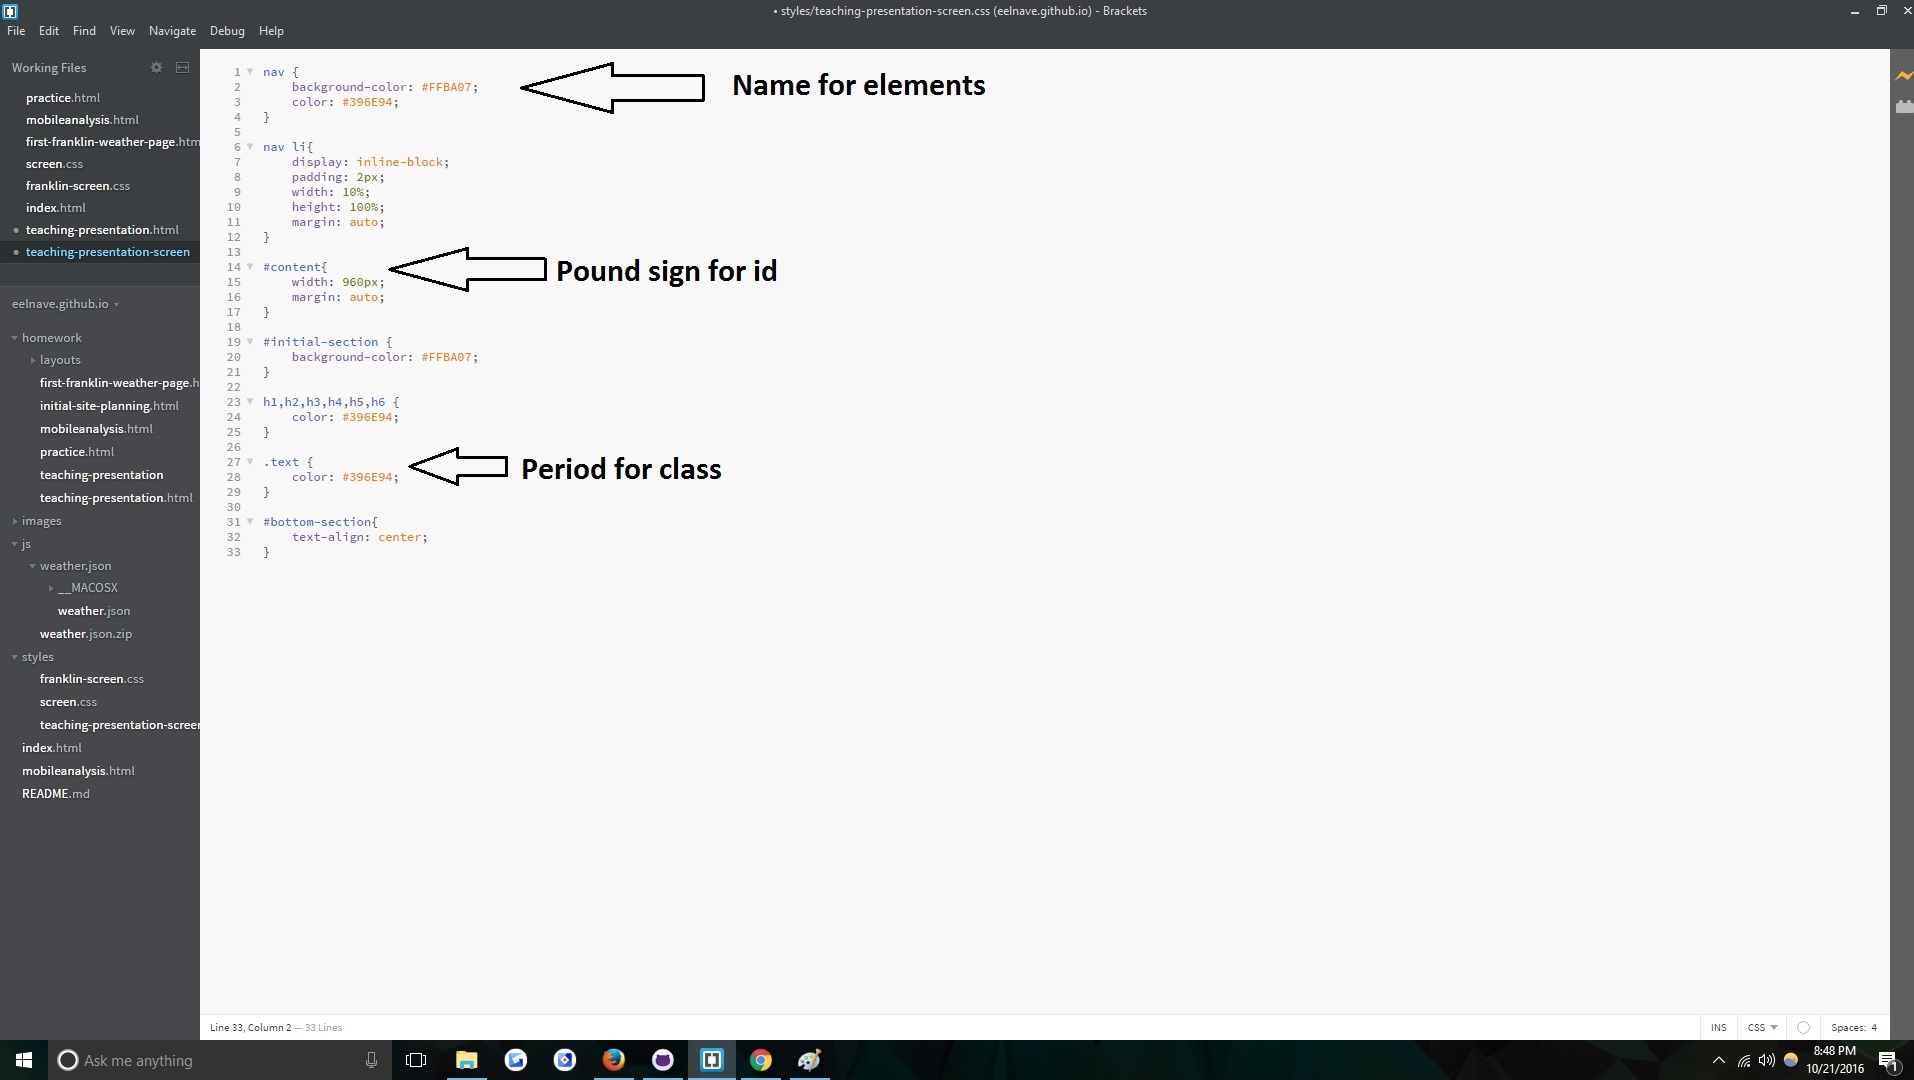 • styles/teaching-presentation-screen.css (eelnave.github.io) - Brackets
File Edit Find View Navigate Debug Help
Working Files
practice.html
mobileanalysis.html
first-franklin-weather-page.htm
screen.css
franklin-screen.css
index.html
• teaching-presentation.html
• teaching-presentation-screen
eelnave.github.io
homework
layouts
first-franklin-weather-page.h
initial-site-planning.html
mobileanalysis.html
practice.html
teaching-presentation
teaching-presentation.html
images
js
weather.json
__MACOSX
weather.json
weather.json.zip
styles
franklin-screen.css
screen.css
teaching-presentation-screen
index.html
mobileanalysis.html
README.md
1 nav {
2 background-color: #FFBA07;
3 color: #396E94;
4 }
5
6 nav li{
7 display: inline-block;
8 padding: 2px;
9 width: 10%;
10 height: 100%;
11 margin: auto;
12 }
13
14 #content{
15 width: 960px;
16 margin: auto;
17 }
18
19 #initial-section {
20 background-color: #FFBA07;
21 }
22
23 h1,h2,h3,h4,h5,h6 {
24 color: #396E94;
25 }
26
27 .text {
28 color: #396E94;
29 }
30
31 #bottom-section{
32 text-align: center;
33 }
Name for elements
Pound sign for id
Period for class
Line 33, Column 2 — 33 Lines
INS CSS Spaces: 4
Ask me anything
8:48 PM
10/21/2016
1